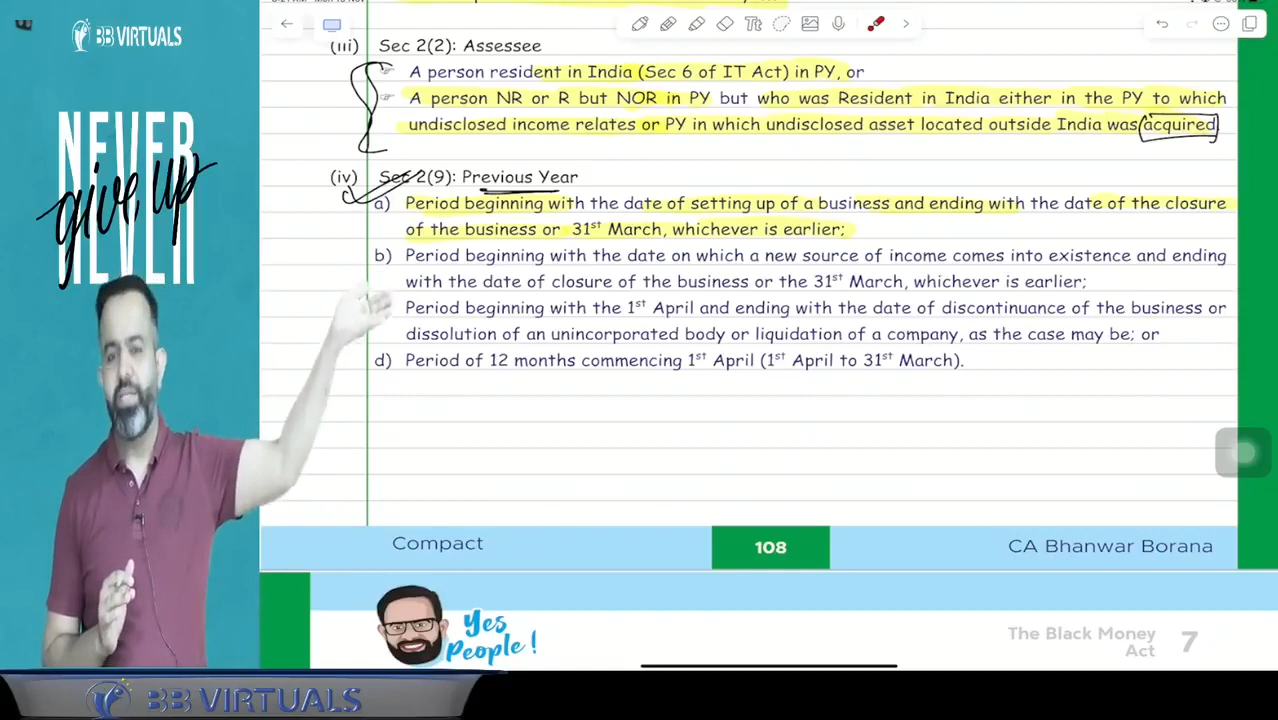 BB VIRTUALS
NEVER
give up
NEVER
(iii) Sec 2(2): Assessee
☞ A person resident in India (Sec 6 of IT Act) in PY, or
☞ A person NR or R but NOR in PY but who was Resident in India either in the PY to which
undisclosed income relates or PY in which undisclosed asset located outside India was acquired
(iv) Sec 2(9): Previous Year
a) Period beginning with the date of setting up of a business and ending with the date of the closure
of the business or 31st March, whichever is earlier;
b) Period beginning with the date on which a new source of income comes into existence and ending
with the date of closure of the business or the 31st March, whichever is earlier;
Period beginning with the 1st April and ending with the date of discontinuance of the business or
dissolution of an unincorporated body or liquidation of a company, as the case may be; or
d) Period of 12 months commencing 1st April (1st April to 31st March).
Compact
108
CA Bhanwar Borana
Yes
People!
The Black Money
Act
7
BB VIRTUALS